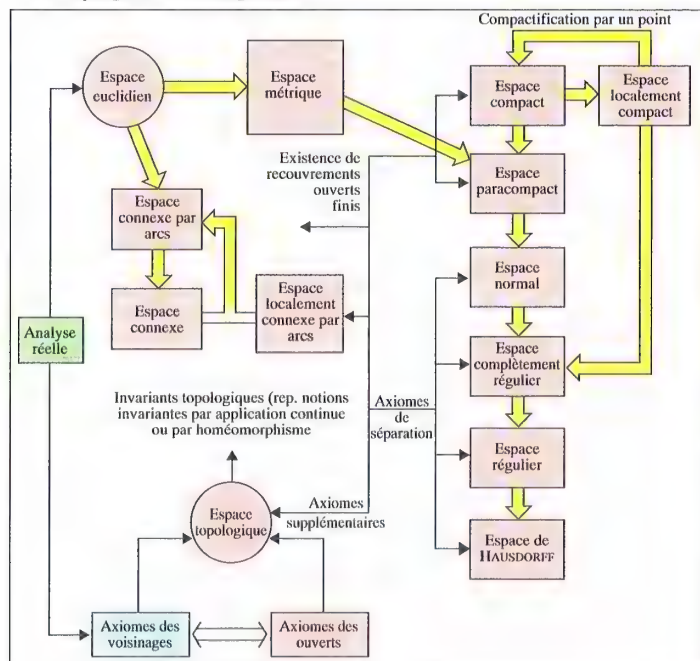 Compactification par un point
Espace
euclidien
Espace
métrique
Espace
compact
Espace
localement
compact
Existence de
recouvrements
ouverts
finis
Espace
paracompact
Espace
connexe par
arcs
Espace
normal
Espace
connexe
Espace
localement
connexe par
arcs
Analyse
réelle
Espace
complètement
régulier
Invariants topologiques (rep. notions
invariantes par application continue
ou par homéomorphisme
Axiomes
de
séparation
Espace
régulier
Espace
topologique
Axiomes
supplémentaires
Espace de
HAUSDORFF
Axiomes des
voisinages
Axiomes des
ouverts